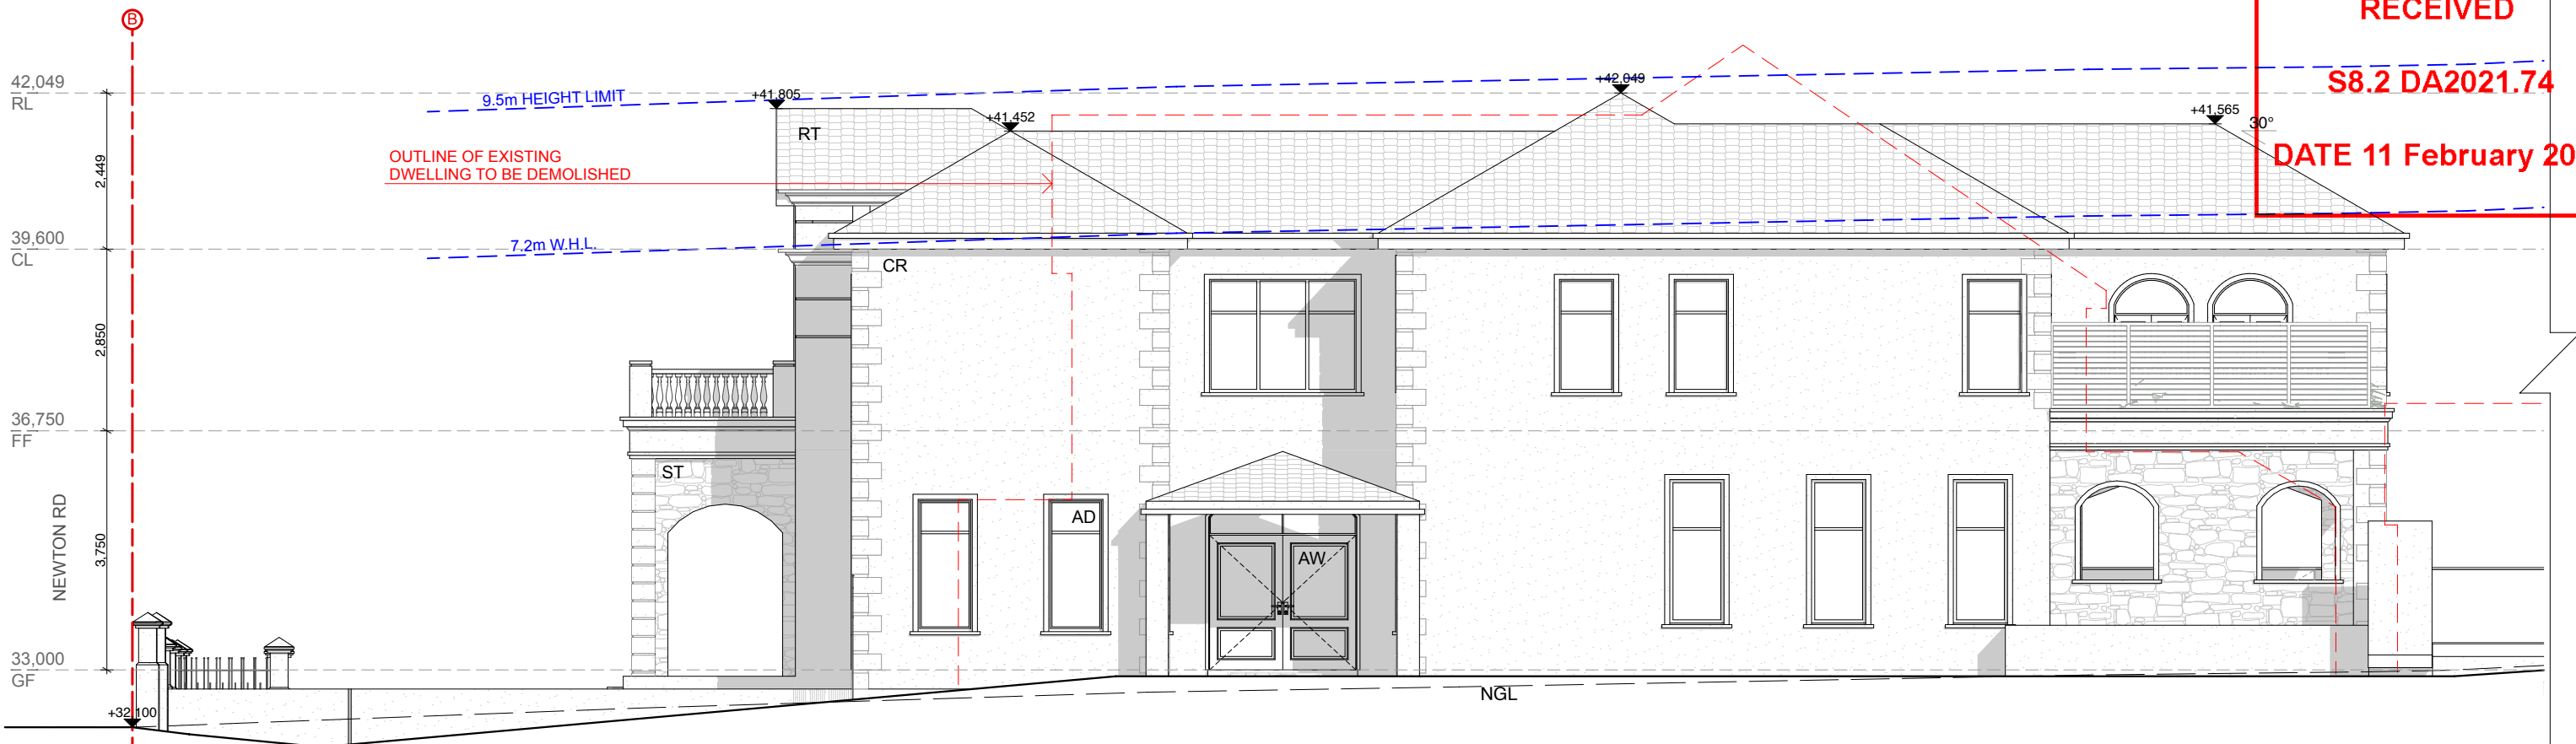 B
RECEIVED
S8.2 DA2021.74
DATE 11 February 20
42,049
RL
9.5m HEIGHT LIMIT
+41,805
+41,452
+42,049
+41,565
30°
RT
OUTLINE OF EXISTING
DWELLING TO BE DEMOLISHED
2,449
39,600
CL
7.2m W.H.L.
CR
2,850
36,750
FF
ST
AD
AW
NEWTON RD
3,750
33,000
GF
NGL
+32,100